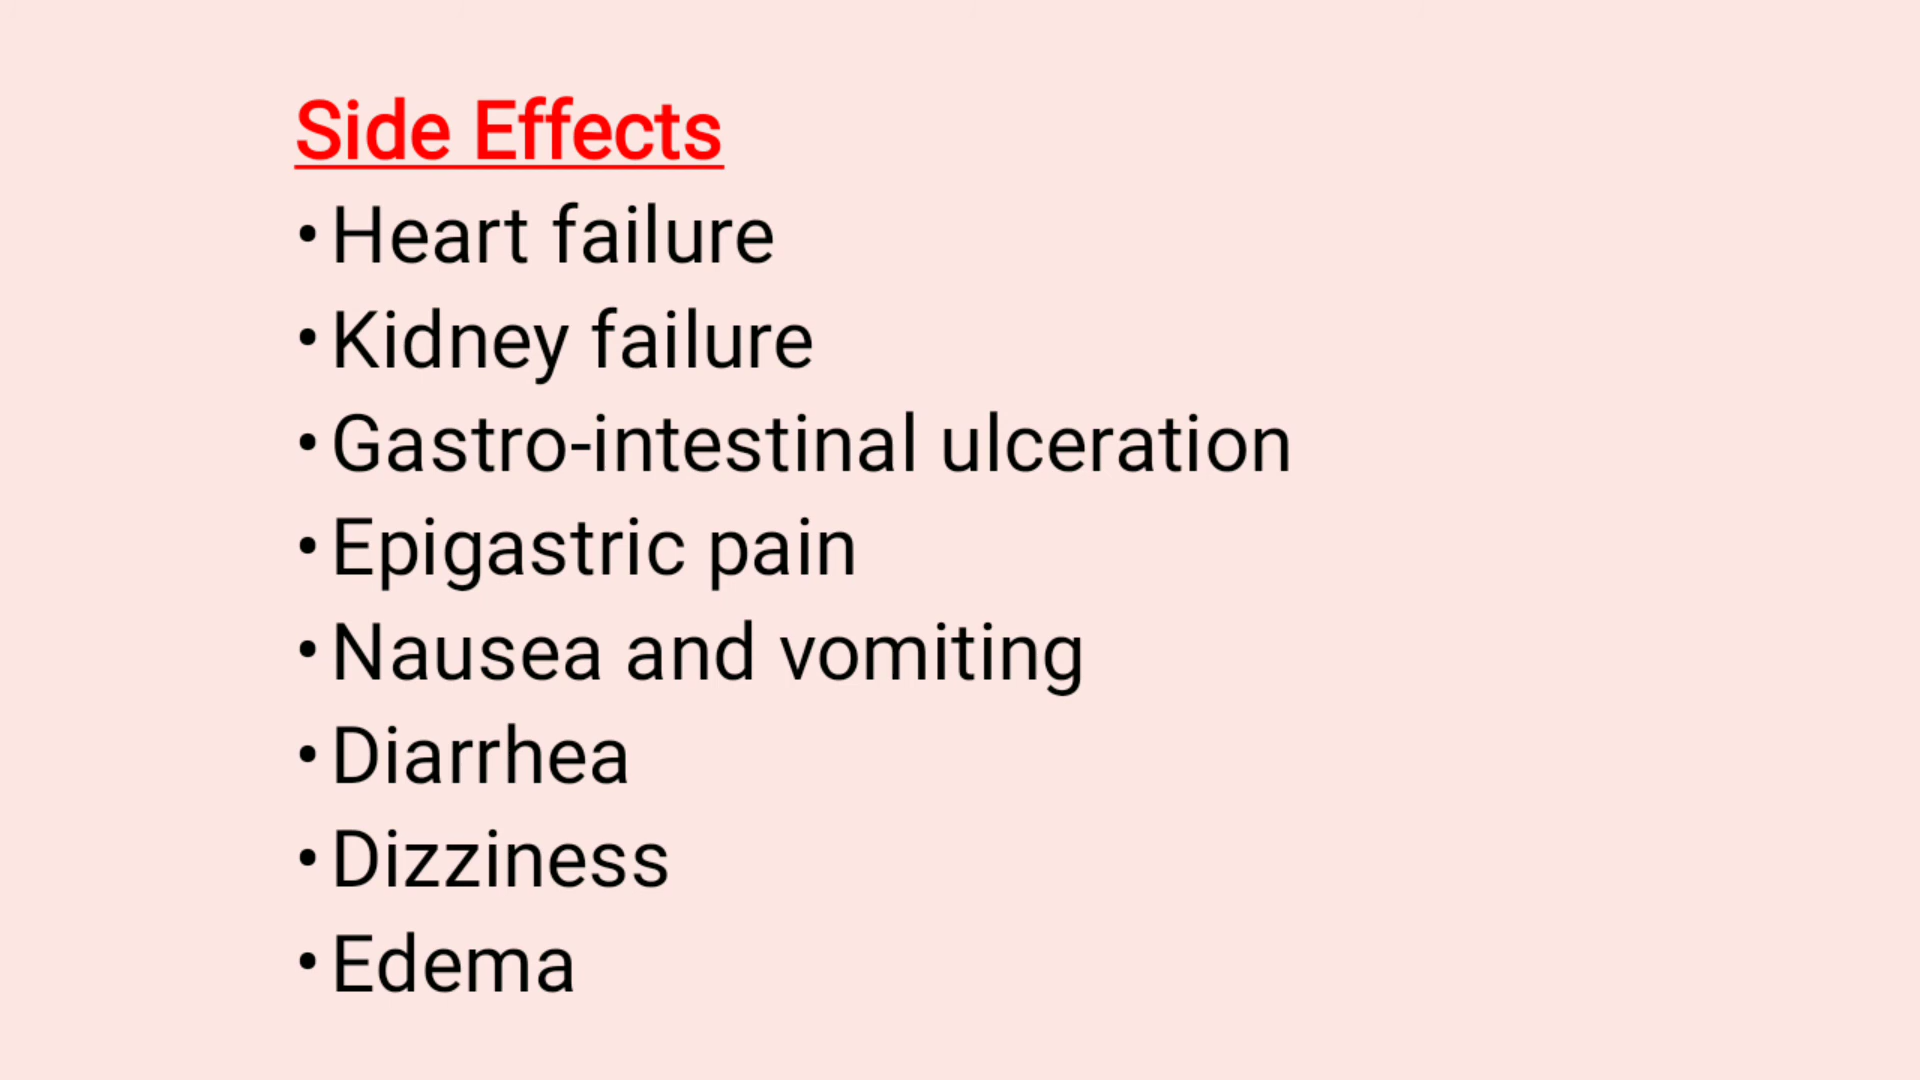 Side Effects
•Heart failure
•Kidney failure
•Gastro-intestinal ulceration
•Epigastric pain
•Nausea and vomiting
•Diarrhea
•Dizziness
•Edema